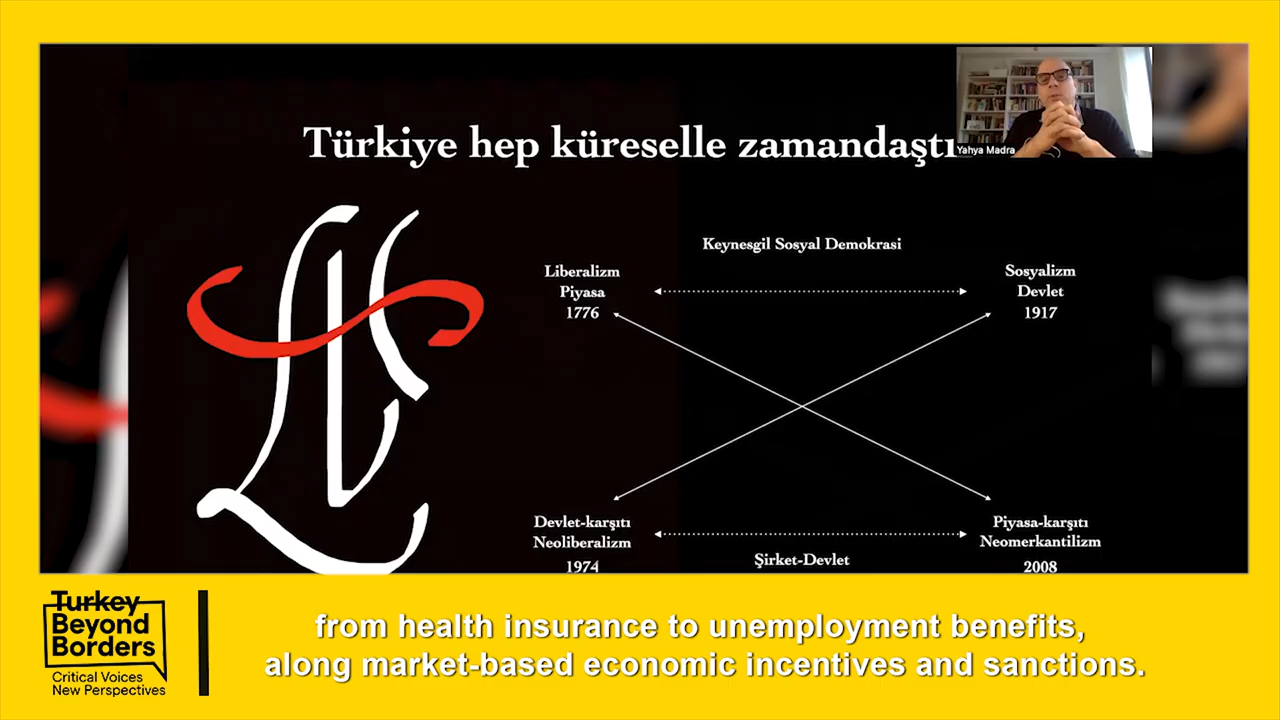 Türkiye hep küreselle zamandaştı
Yahya Madra
Keynesgil Sosyal Demokrasi
Liberalizm
Piyasa
1776
Sosyalizm
Devlet
1917
Devlet-karşıtı
Neoliberalizm
1974
Piyasa-karşıtı
Neomerkantilizm
2008
Şirket-Devlet
Turkey
Beyond
Borders
Critical Voices
New Perspectives
from health insurance to unemployment benefits,
along market-based economic incentives and sanctions.